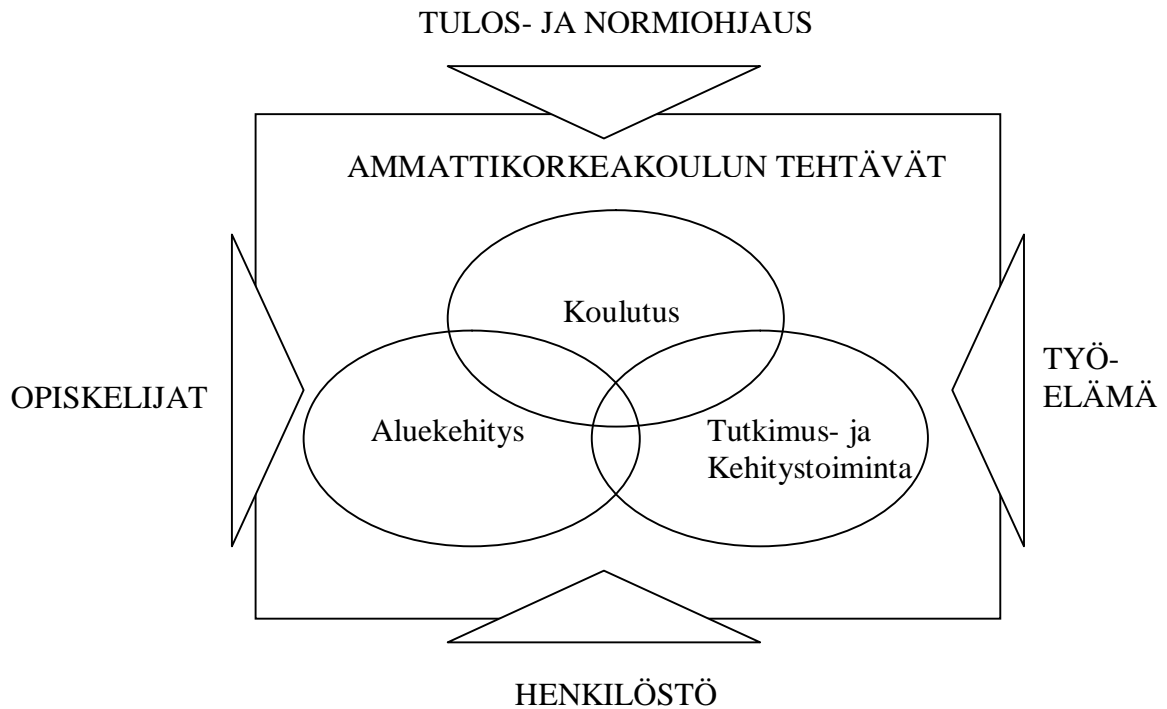 TULOS- JA NORMIOHJAUS
AMMATTIKORKEAKOULUN TEHTÄVÄT
Koulutus
OPISKELIJAT
Aluekehitys
Tutkimus- ja
Kehitystoiminta
TYÖ-
ELÄMÄ
HENKILÖSTÖ